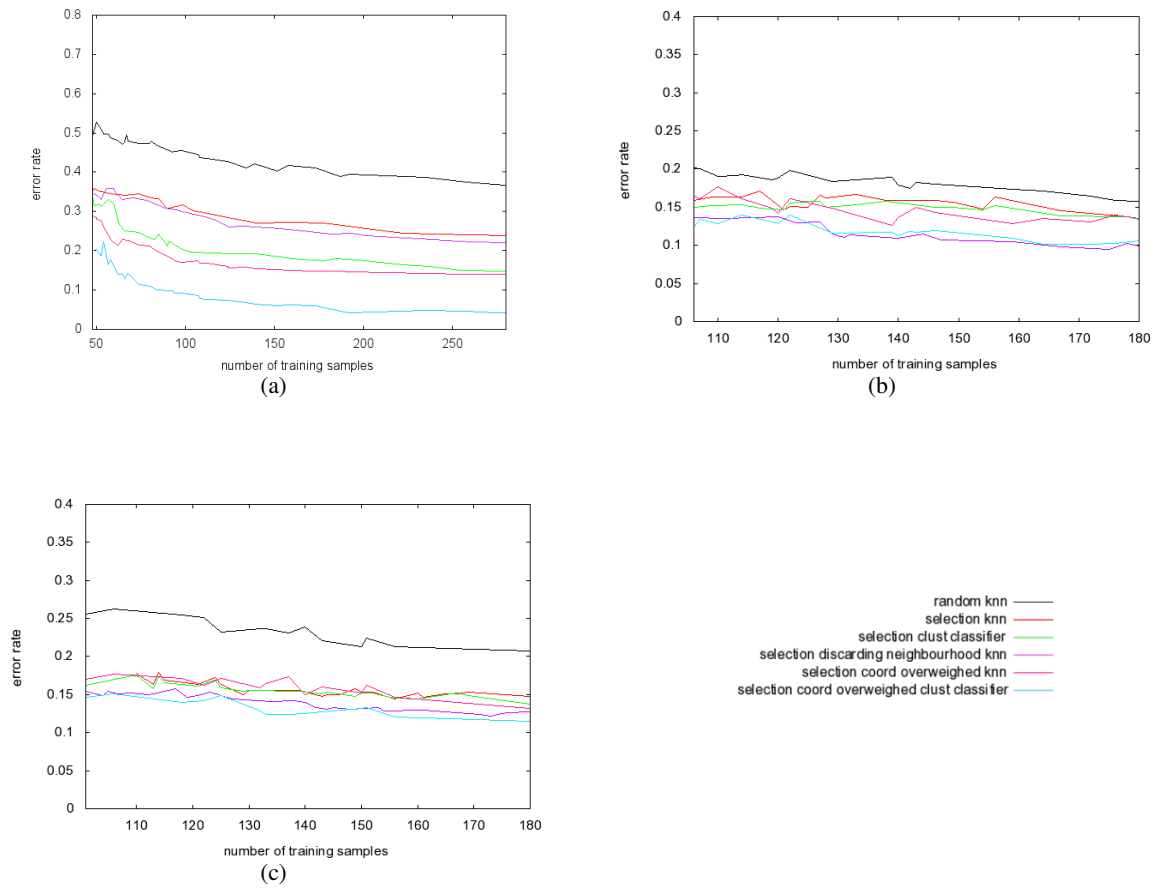 0.8
0.7
0.6
0.5
0.4
0.3
0.2
0.1
0
error rate
50 100 150 200 250
number of training samples
(a)
0.4
0.35
0.3
0.25
0.2
0.15
0.1
0.05
0
error rate
110 120 130 140 150 160 170 180
number of training samples
(b)
0.4
0.35
0.3
0.25
0.2
0.15
0.1
0.05
0
error rate
110 120 130 140 150 160 170 180
number of training samples
(c)
random knn
selection knn
selection clust classifier
selection discarding neighbourhood knn
selection coord overweighed knn
selection coord overweighed clust classifier